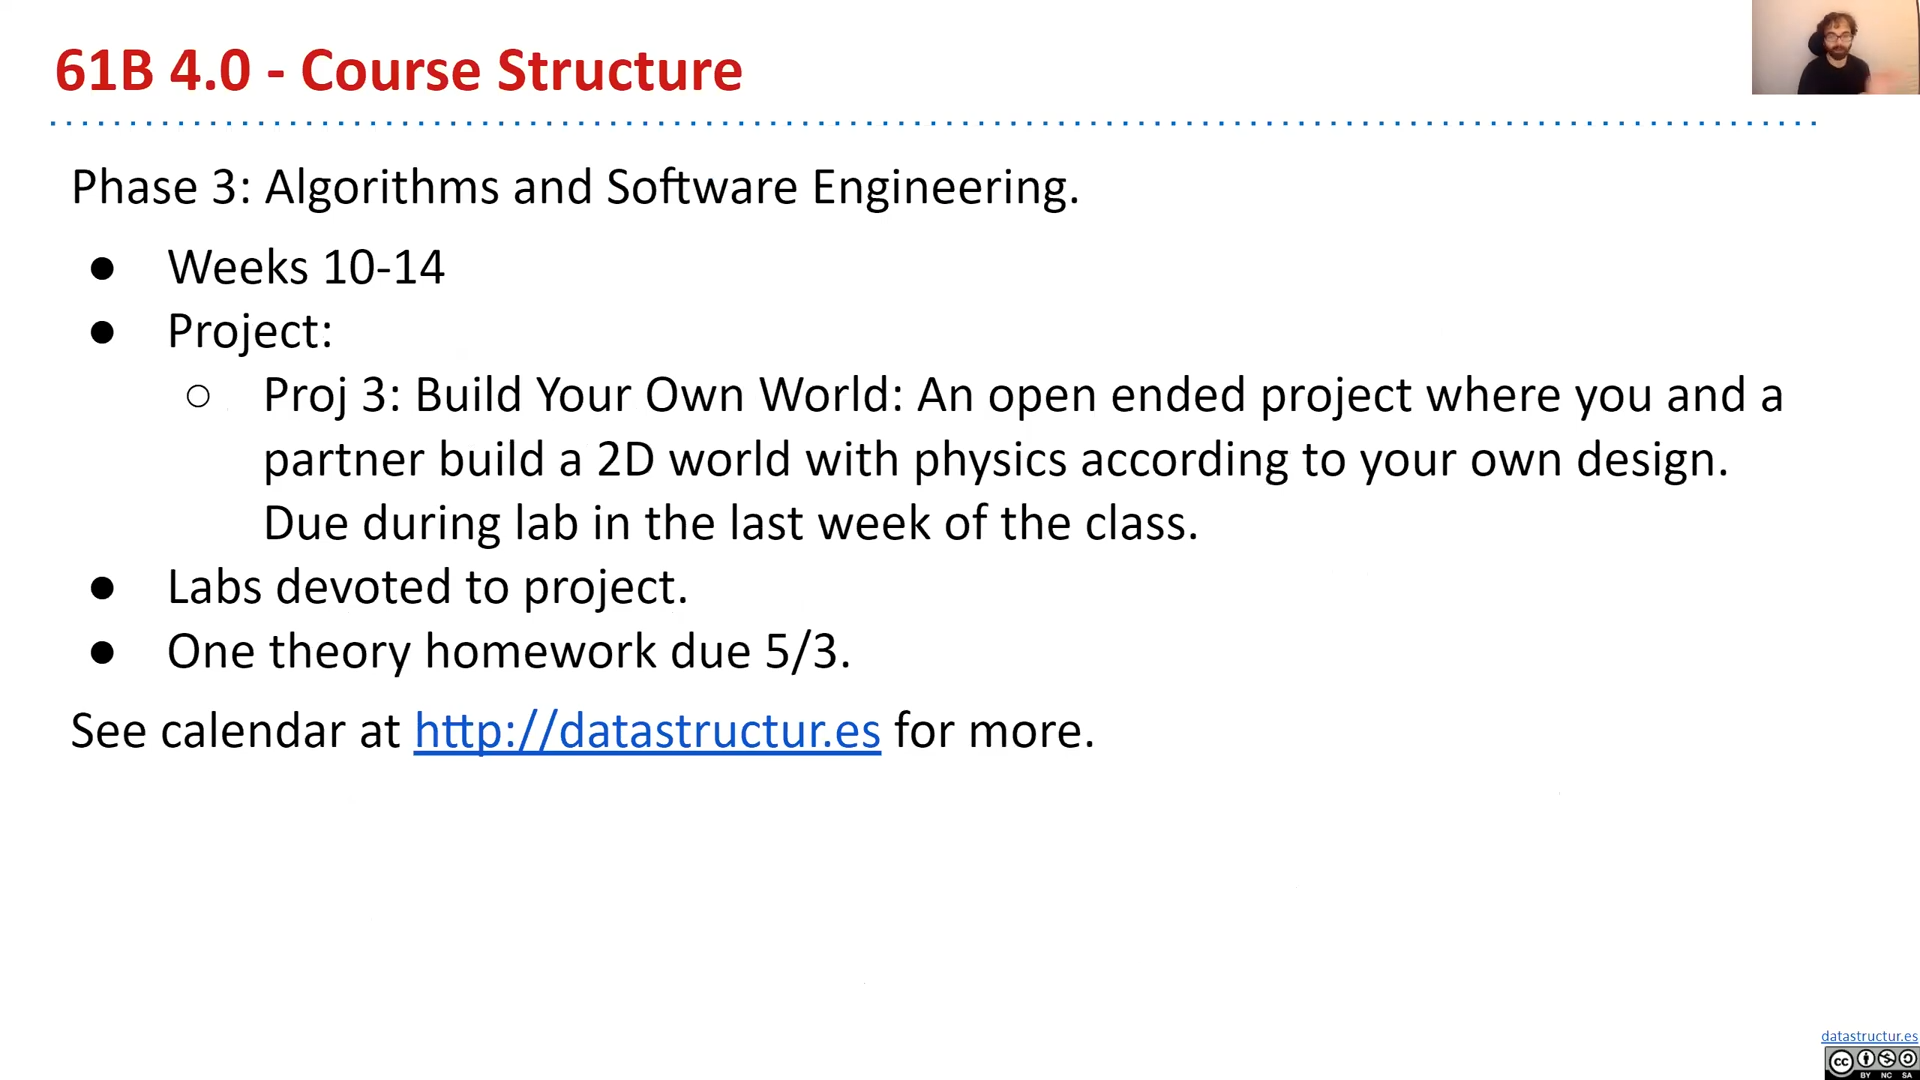 61B 4.0 - Course Structure
Phase 3: Algorithms and Software Engineering.
● Weeks 10-14
● Project:
○ Proj 3: Build Your Own World: An open ended project where you and a
partner build a 2D world with physics according to your own design.
Due during lab in the last week of the class.
● Labs devoted to project.
● One theory homework due 5/3.
See calendar at http://datastructur.es for more.
datastructur.es
cc
BY NC SA